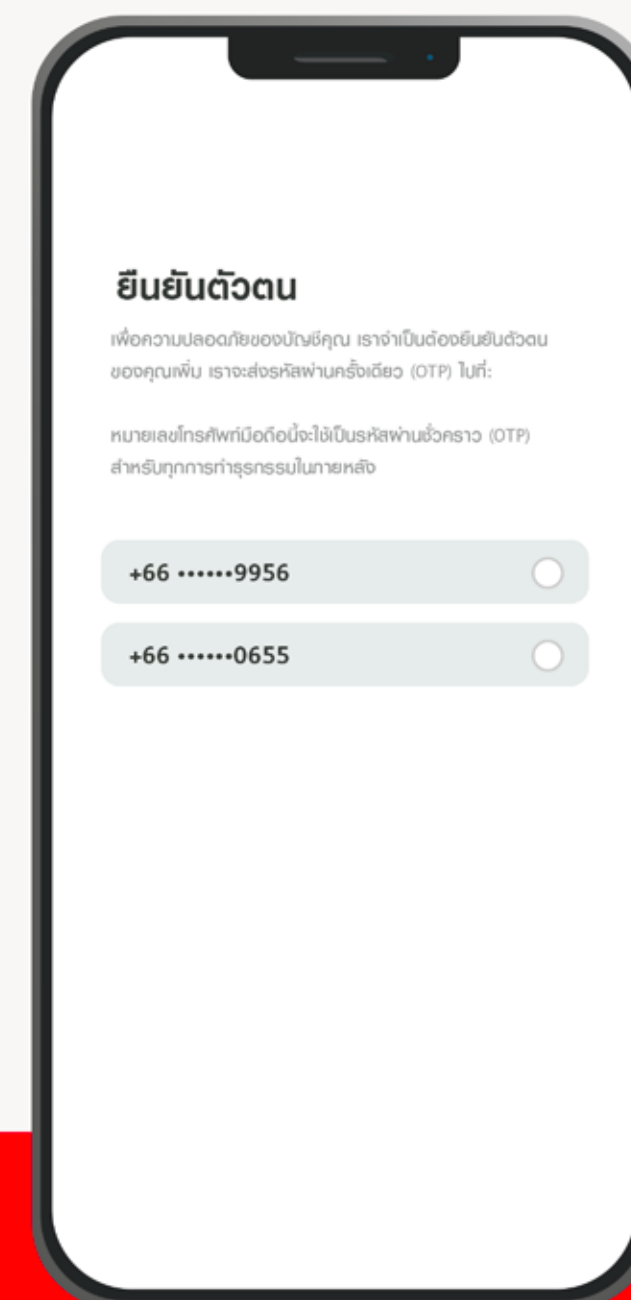 ยืนยันตัวตน
เพื่อความปลอดภัยของบัญชีคุณ เราจำเป็นต้องยืนยันตัวตน
ของคุณเพิ่ม เราจะส่งรหัสผ่านครั้งเดียว (OTP) ไปที่:
หมายเลขโทรศัพท์มือถือนี้จะใช้เป็นรหัสผ่านชั่วคราว (OTP)
สำหรับทุกการทำธุรกรรมในภายหลัง
+66 ••••••9956
+66 ••••••0655